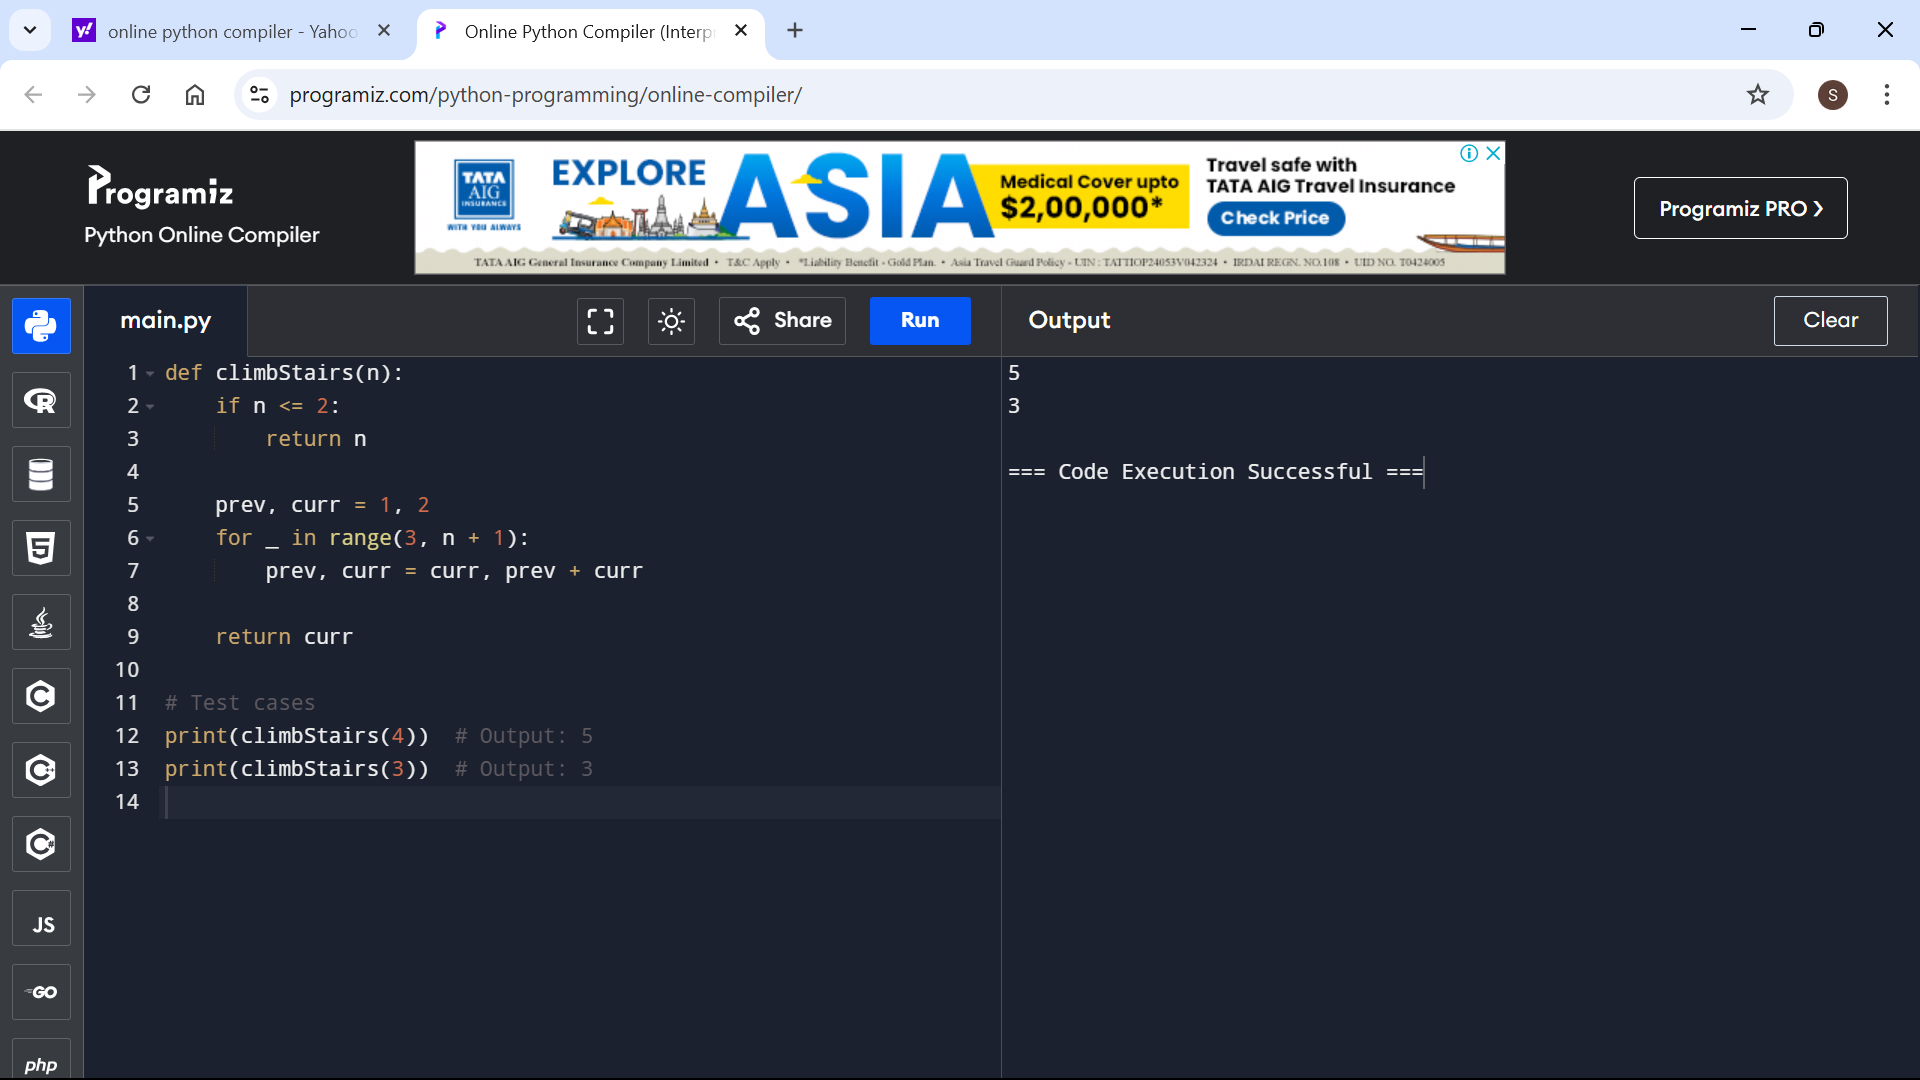 online python compiler - Yahoo
Online Python Compiler (Interp
programiz.com/python-programming/online-compiler/
S
Programiz
Python Online Compiler
TATA
AIG
INSURANCE
WITH YOU ALWAYS
EXPLORE
ASIA
Medical Cover upto
$2,00,000*
Travel safe with
TATA AIG Travel Insurance
Check Price
TATA AIG General Insurance Company Limited • T&C Apply • *Liability Benefit - Gold Plan. • Asia Travel Guard Policy - UIN : TATTIOP24053V042324 • IRDAI REGN. NO.108 • UID NO. T0424005
Programiz PRO ❯
main.py
Share
Run
Output
Clear
1 def climbStairs(n):
2     if n <= 2:
3         return n
4
5     prev, curr = 1, 2
6     for _ in range(3, n + 1):
7         prev, curr = curr, prev + curr
8
9     return curr
10
11 # Test cases
12 print(climbStairs(4))  # Output: 5
13 print(climbStairs(3))  # Output: 3
14
5
3
=== Code Execution Successful ===
R
5
C
C++
C#
JS
GO
php